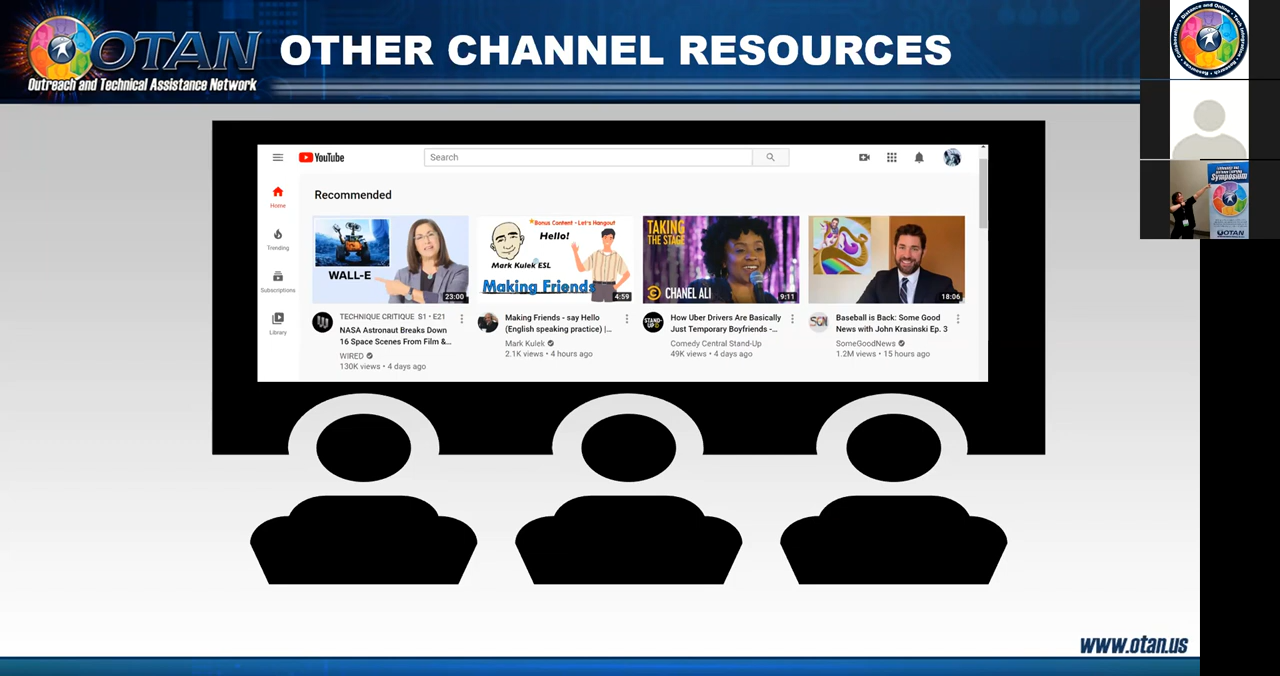 OTAN
Outreach and Technical Assistance Network
OTHER CHANNEL RESOURCES
YouTube
Search
Home
Trending
Subscriptions
Library
Recommended
WALL-E
23:00
TECHNIQUE CRITIQUE S1 • E21
NASA Astronaut Breaks Down
16 Space Scenes From Film &...
WIRED
130K views • 4 days ago
*Bonus Content - Let's Hangout
Hello!
Mark Kulek ESL
Making Friends
4:59
Making Friends - say Hello
(English speaking practice) |...
Mark Kulek
2.1K views • 4 hours ago
TAKING
THE STAGE
CHANEL ALI
9:11
STAND-
UP
How Uber Drivers Are Basically
Just Temporary Boyfriends -...
Comedy Central Stand-Up
49K views • 4 days ago
18:06
SGN
Baseball is Back: Some Good
News with John Krasinski Ep. 3
SomeGoodNews
1.2M views • 15 hours ago
Symposium
OTAN
www.otan.us